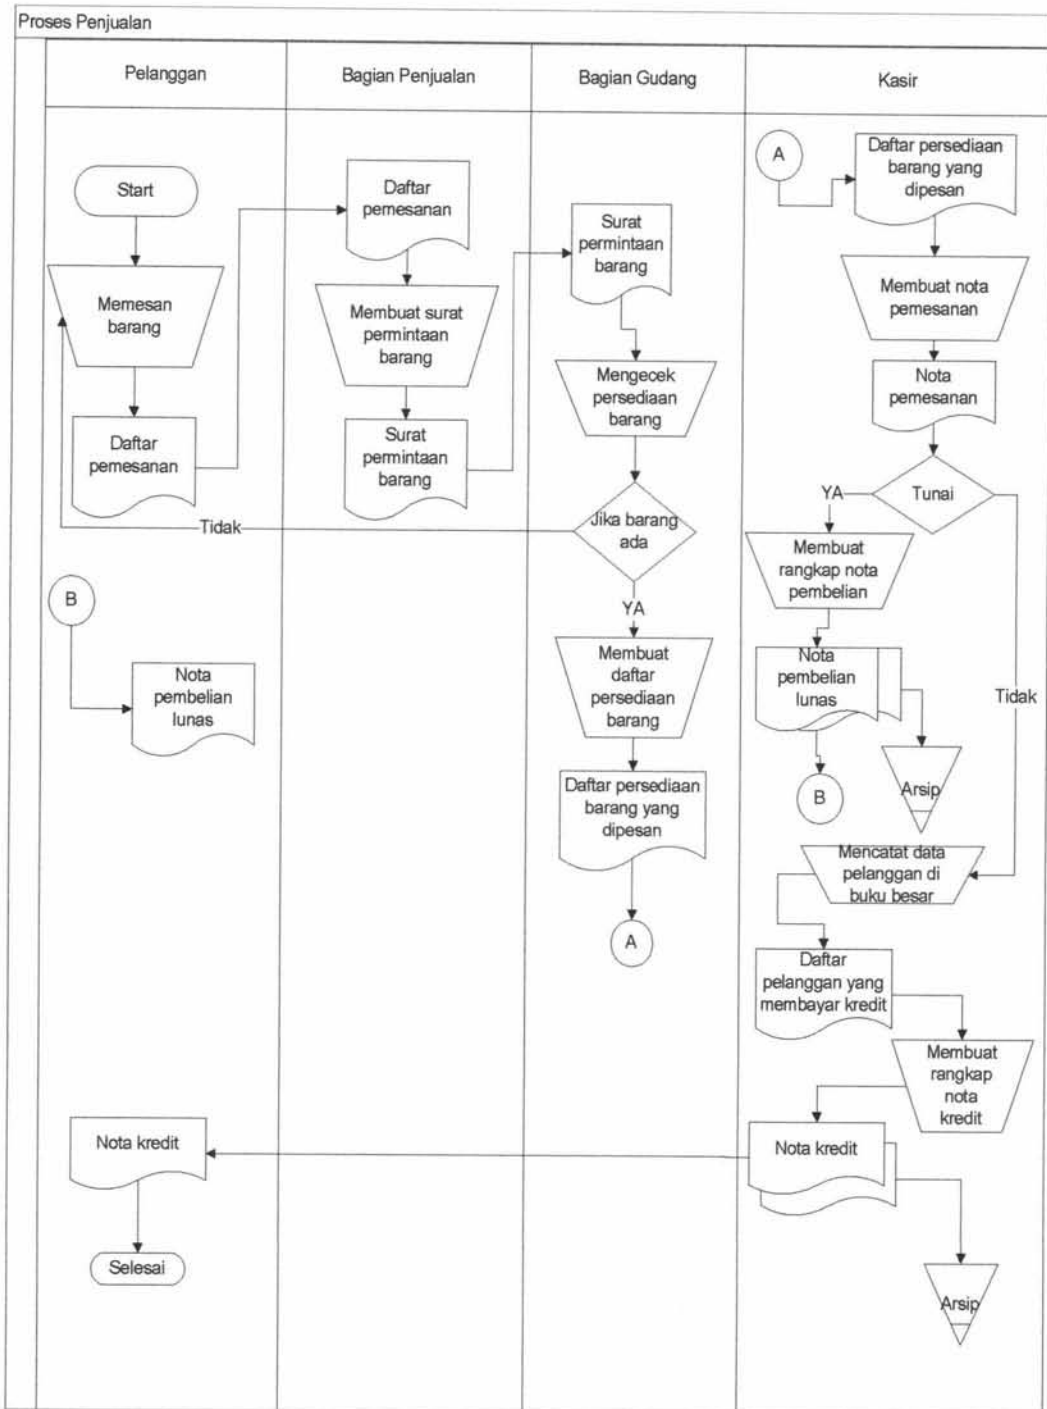 Proses Penjualan
Pelanggan
Bagian Penjualan
Bagian Gudang
Kasir
Start
Memesan
barang
Daftar
pemesanan
B
Nota
pembelian
lunas
Nota kredit
Selesai
Daftar
pemesanan
Membuat surat
permintaan
barang
Surat
permintaan
barang
Tidak
Surat
permintaan
barang
Mengecek
persediaan
barang
Jika barang
ada
YA
Membuat
daftar
persediaan
barang
Daftar persediaan
barang yang
dipesan
A
A
Daftar persediaan
barang yang
dipesan
Membuat nota
pemesanan
Nota
pemesanan
Tunai
YA
Membuat
rangkap nota
pembelian
Nota
pembelian
lunas
Tidak
B
Arsip
Mencatat data
pelanggan di
buku besar
Daftar
pelanggan yang
membayar kredit
Membuat
rangkap
nota
kredit
Nota kredit
Arsip